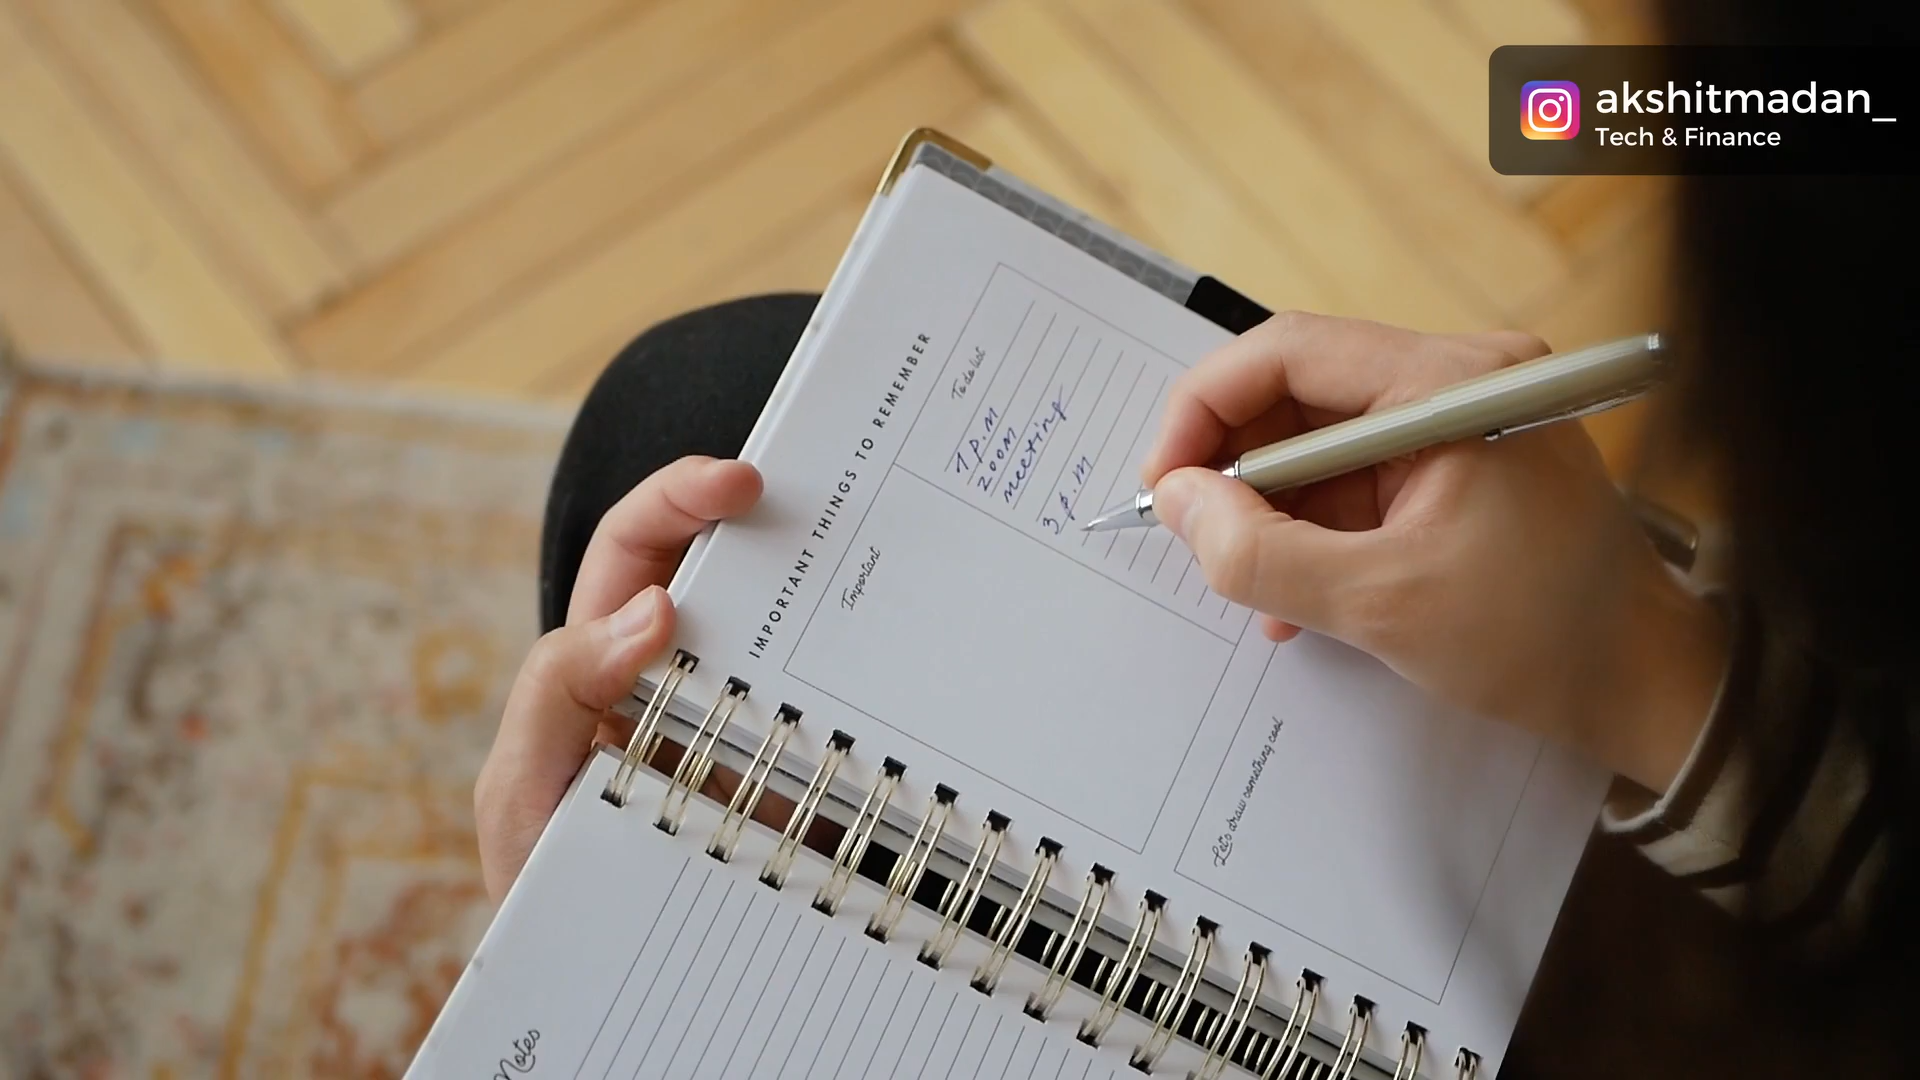 akshitmadan_
Tech & Finance
IMPORTANT THINGS TO REMEMBER
To do list
1 p.m
zoom
meeting
3 p.m
Important
Let's draw something cool
Notes